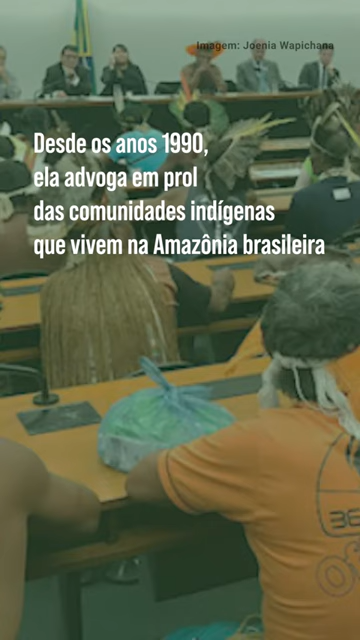 Imagem: Joenia Wapichana
Desde os anos 1990,
ela advoga em prol
das comunidades indígenas
que vivem na Amazônia brasileira